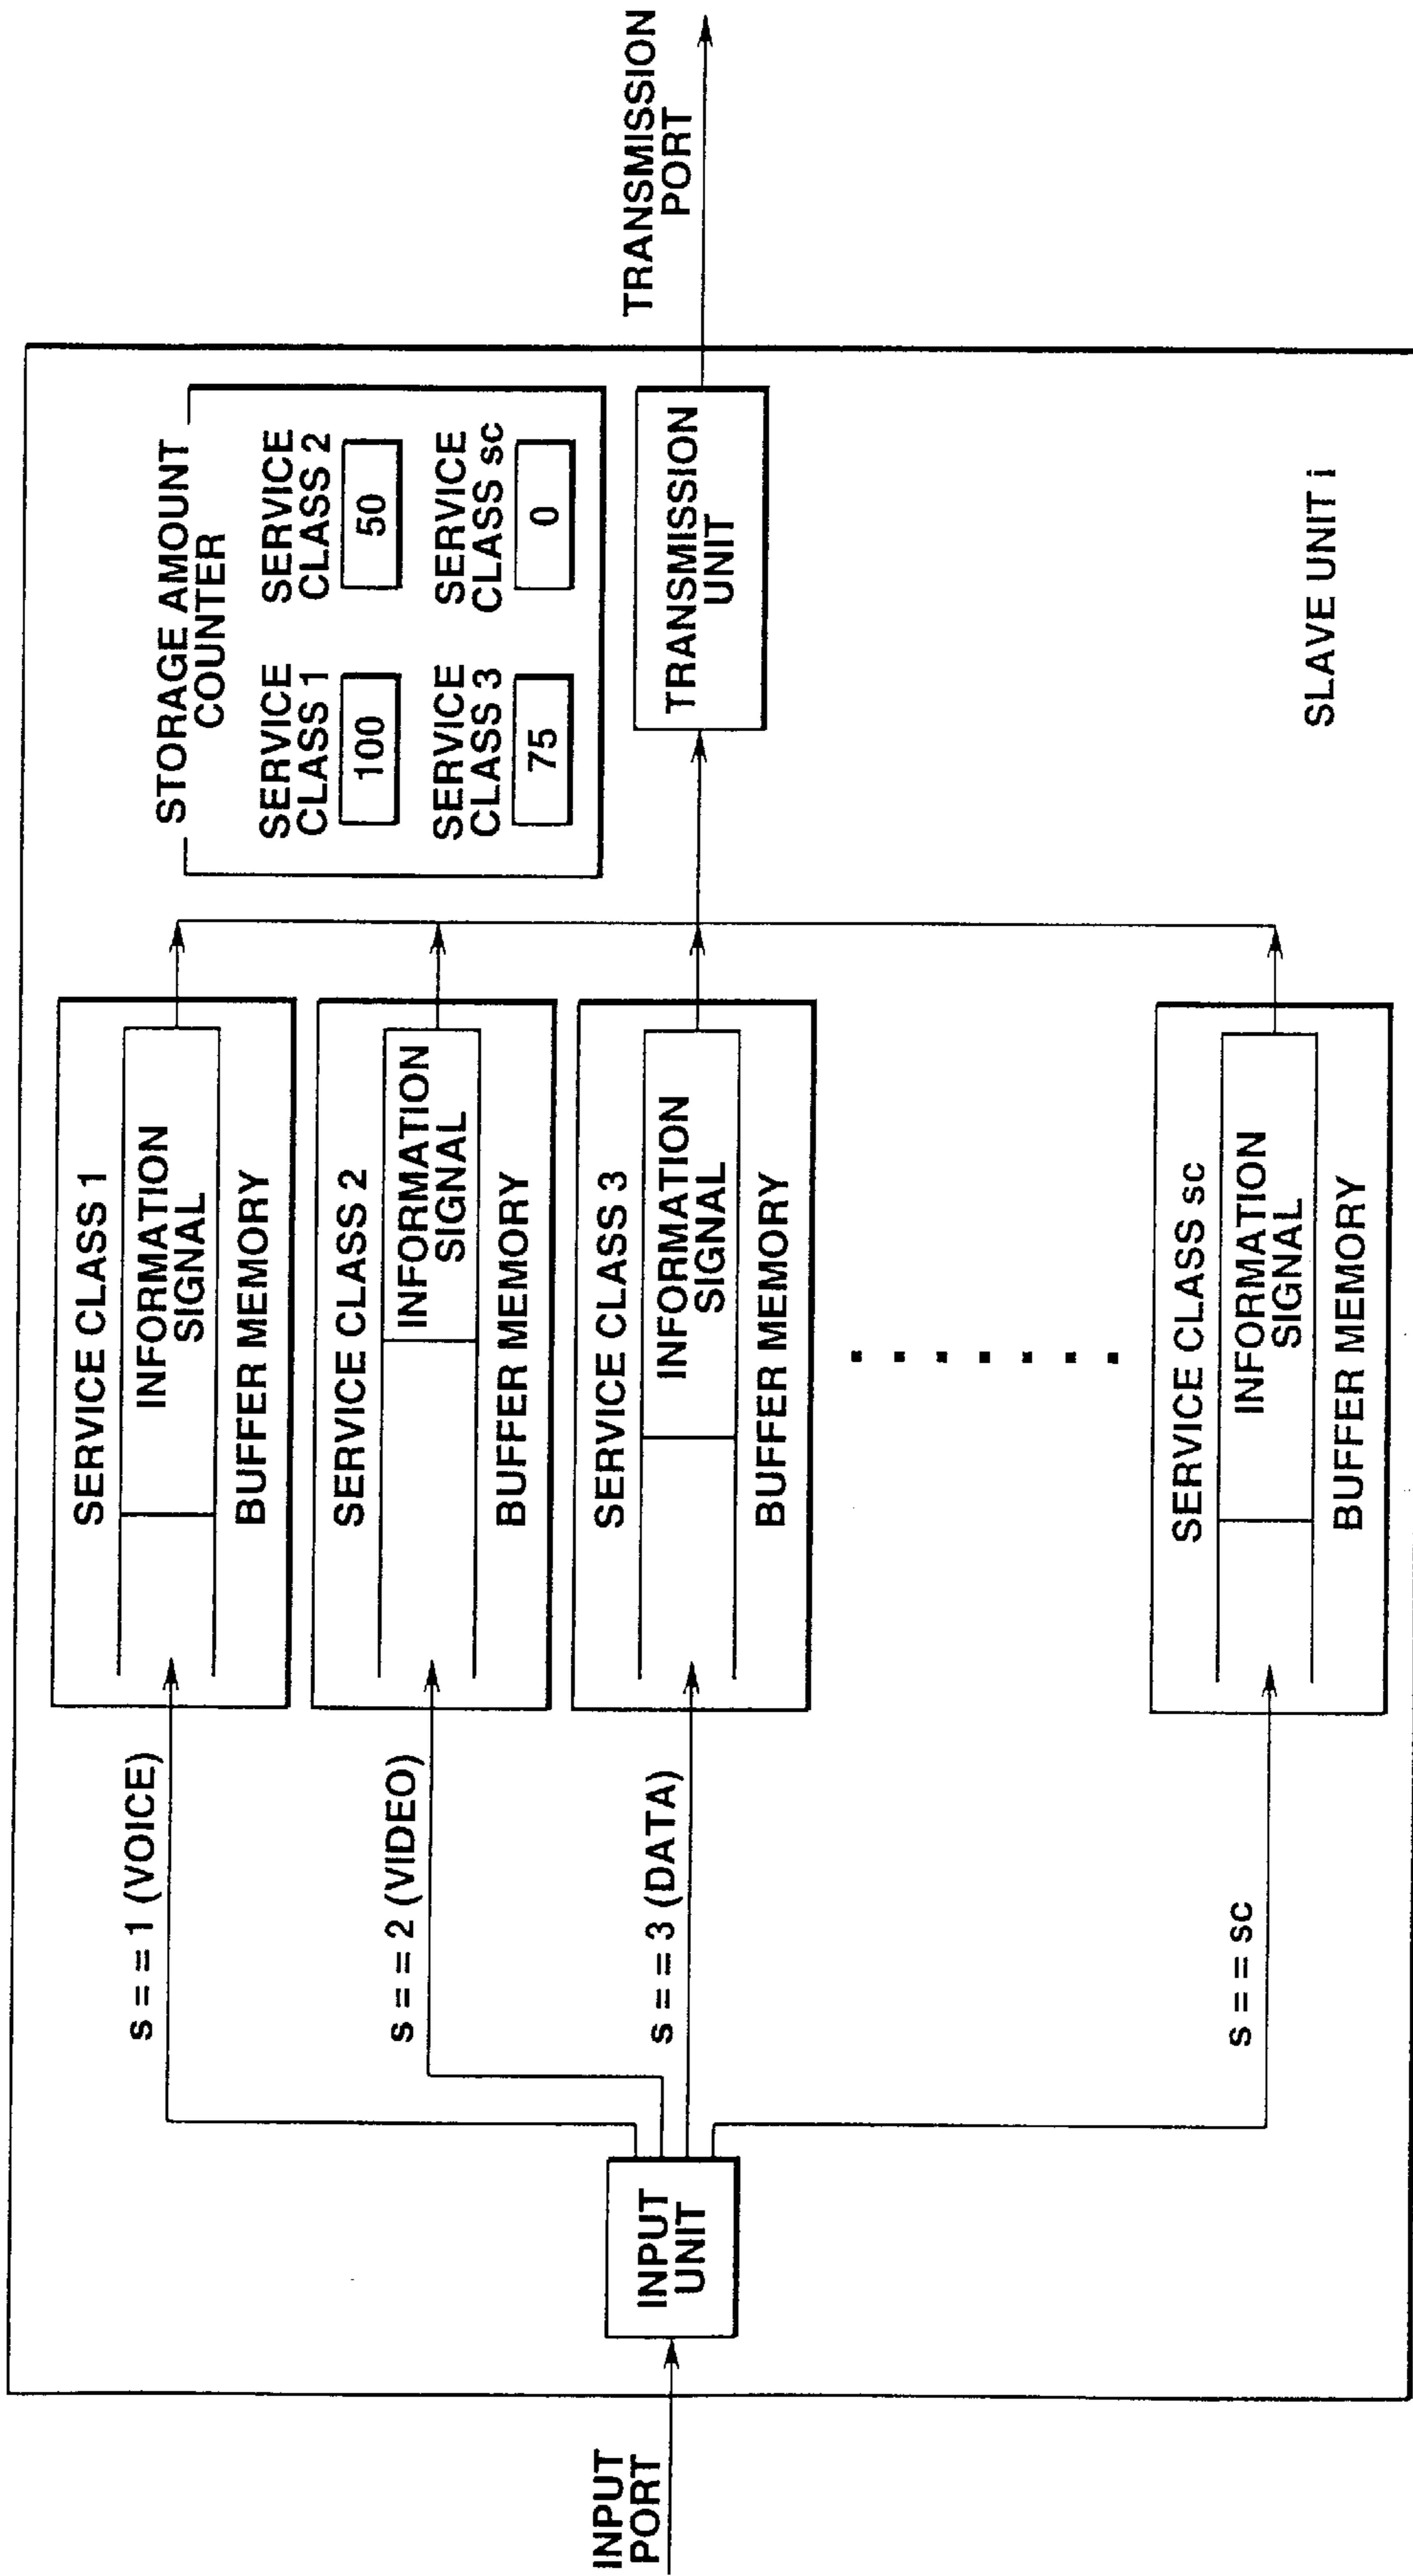 INPUT
PORT
INPUT
UNIT
s = = 1 (VOICE)
s = = 2 (VIDEO)
s = = 3 (DATA)
s = = sc
SERVICE CLASS 1
INFORMATION
SIGNAL
BUFFER MEMORY
SERVICE CLASS 2
INFORMATION
SIGNAL
BUFFER MEMORY
SERVICE CLASS 3
INFORMATION
SIGNAL
BUFFER MEMORY
SERVICE CLASS sc
INFORMATION
SIGNAL
BUFFER MEMORY
STORAGE AMOUNT
COUNTER
SERVICE
CLASS 1
100
SERVICE
CLASS 2
50
SERVICE
CLASS 3
75
SERVICE
CLASS sc
0
TRANSMISSION
UNIT
TRANSMISSION
PORT
SLAVE UNIT i